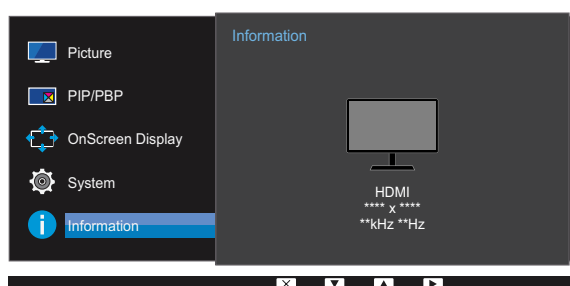 Information
Picture
PIP/PBP
OnScreen Display
System
Information
HDMI
**** x ****
**kHz **Hz